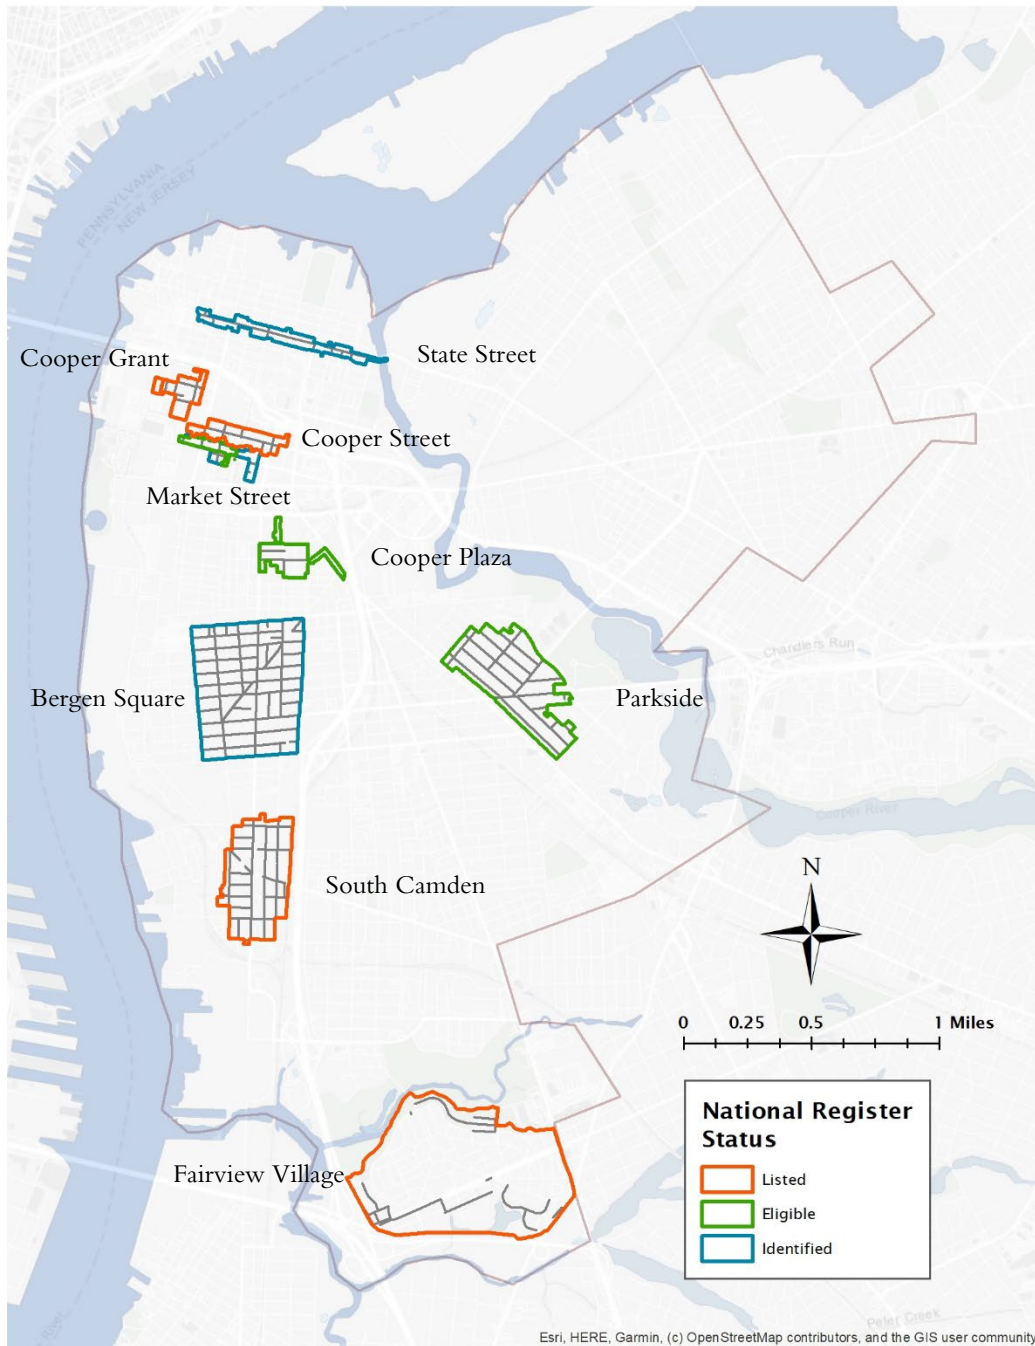 PENNSYLVANIA
NEW JERSEY
State Street
Cooper Grant
Cooper Street
Market Street
Cooper Plaza
Chandlers Run
Bergen Square
Parkside
Cooper River
South Camden
N
0 0.25 0.5 1 Miles
National Register
Status
Listed
Eligible
Identified
Fairview Village
River
Peter Creek
Esri, HERE, Garmin, (c) OpenStreetMap contributors, and the GIS user community